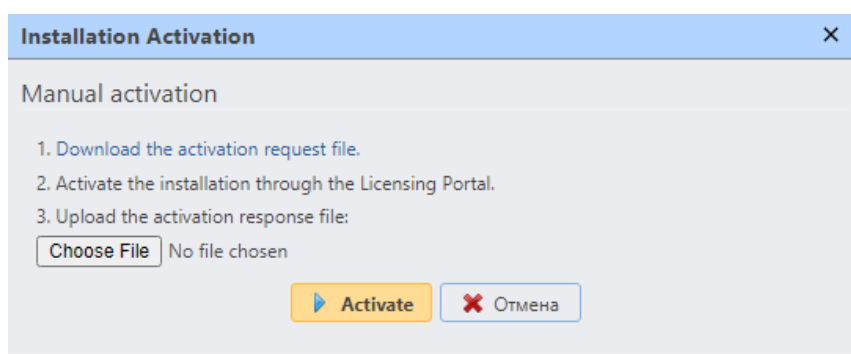 Installation Activation
Manual activation
1. Download the activation request file.
2. Activate the installation through the Licensing Portal.
3. Upload the activation response file:
Choose File No file chosen
Activate Отмена